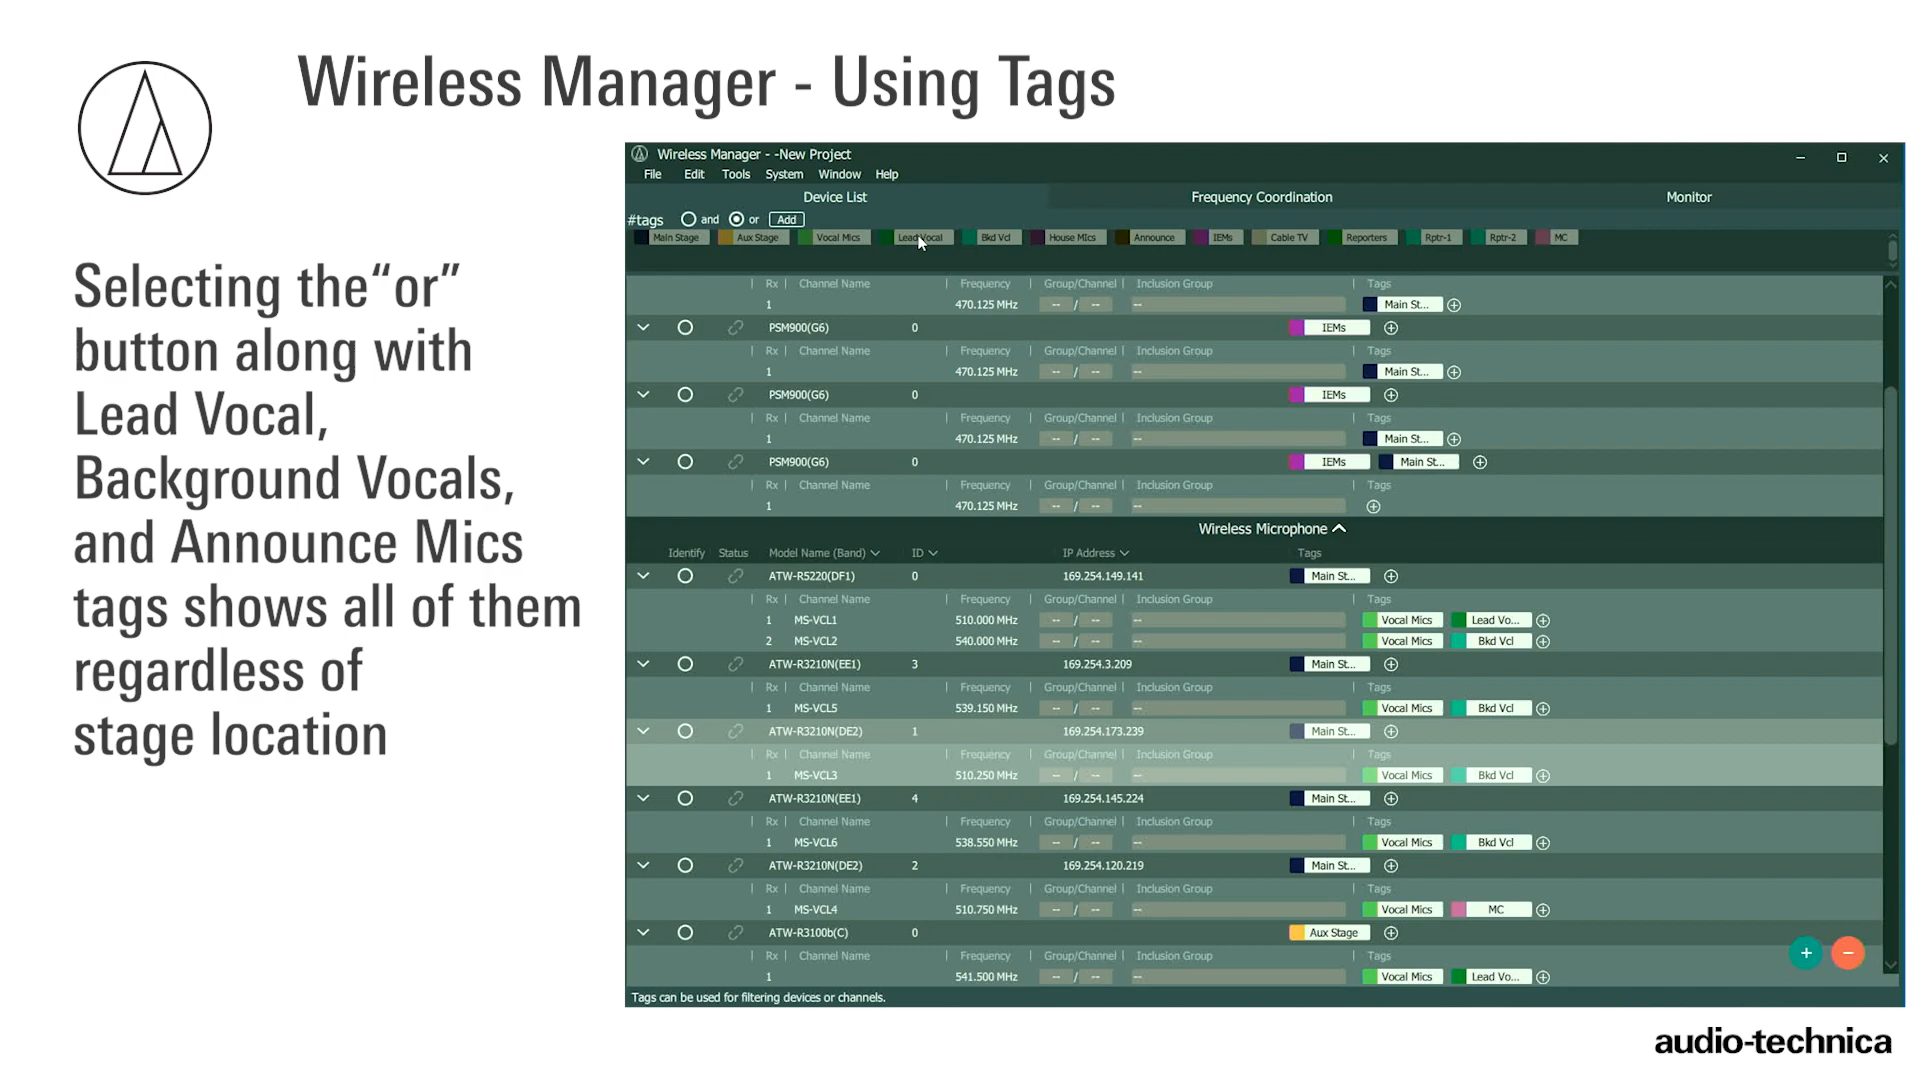 Wireless Manager - Using Tags
Selecting the“or”
button along with
Lead Vocal,
Background Vocals,
and Announce Mics
tags shows all of them
regardless of
stage location
Wireless Manager - -New Project
File Edit Tools System Window Help
Device List Frequency Coordination Monitor
#tags and or Add
Main Stage Aux Stage Vocal Mics Lead Vocal Bkd Vcl House MIcs Announce IEMs Cable TV Reporters Rptr-1 Rptr-2 MC
| Rx | Channel Name | Frequency | Group/Channel | Inclusion Group | Tags
1 470.125 MHz -- / -- -- Main St...
PSM900(G6) 0 IEMs
| Rx | Channel Name | Frequency | Group/Channel | Inclusion Group | Tags
1 470.125 MHz -- / -- -- Main St...
PSM900(G6) 0 IEMs
| Rx | Channel Name | Frequency | Group/Channel | Inclusion Group | Tags
1 470.125 MHz -- / -- -- Main St...
PSM900(G6) 0 IEMs Main St...
| Rx | Channel Name | Frequency | Group/Channel | Inclusion Group | Tags
1 470.125 MHz -- / -- --
Wireless Microphone
Identify Status Model Name (Band) ID IP Address Tags
ATW-R5220(DF1) 0 169.254.149.141 Main St...
| Rx | Channel Name | Frequency | Group/Channel | Inclusion Group | Tags
1 MS-VCL1 510.000 MHz -- / -- -- Vocal Mics Lead Vo...
2 MS-VCL2 540.000 MHz -- / -- -- Vocal Mics Bkd Vcl
ATW-R3210N(EE1) 3 169.254.3.209 Main St...
| Rx | Channel Name | Frequency | Group/Channel | Inclusion Group | Tags
1 MS-VCL5 539.150 MHz -- / -- -- Vocal Mics Bkd Vcl
ATW-R3210N(DE2) 1 169.254.173.239 Main St...
| Rx | Channel Name | Frequency | Group/Channel | Inclusion Group | Tags
1 MS-VCL3 510.250 MHz -- / -- -- Vocal Mics Bkd Vcl
ATW-R3210N(EE1) 4 169.254.145.224 Main St...
| Rx | Channel Name | Frequency | Group/Channel | Inclusion Group | Tags
1 MS-VCL6 538.550 MHz -- / -- -- Vocal Mics Bkd Vcl
ATW-R3210N(DE2) 2 169.254.120.219 Main St...
| Rx | Channel Name | Frequency | Group/Channel | Inclusion Group | Tags
1 MS-VCL4 510.750 MHz -- / -- -- Vocal Mics MC
ATW-R3100b(C) 0 Aux Stage
| Rx | Channel Name | Frequency | Group/Channel | Inclusion Group | Tags
1 541.500 MHz -- / -- -- Vocal Mics Lead Vo...
Tags can be used for filtering devices or channels.
audio-technica